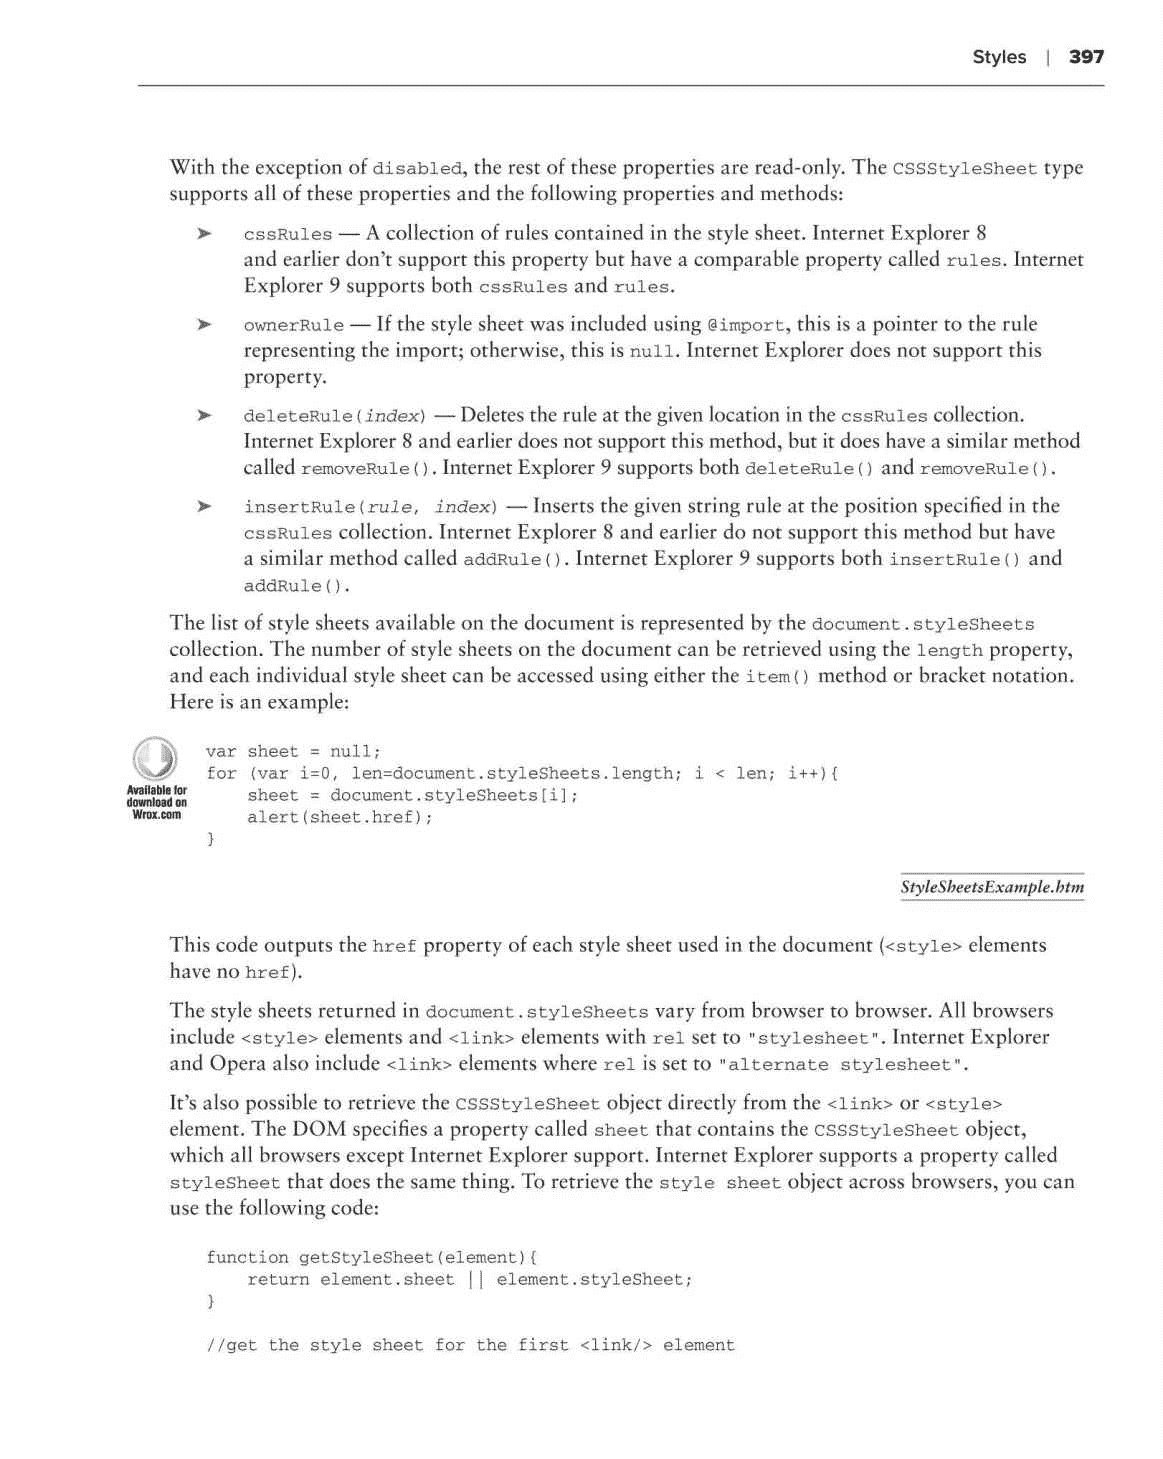 Styles | 397
With the exception of disabled, the rest of these properties are read-only. The CSSStyleSheet type
supports all of these properties and the following properties and methods:
➤ cssRules — A collection of rules contained in the style sheet. Internet Explorer 8
and earlier don't support this property but have a comparable property called rules. Internet
Explorer 9 supports both cssRules and rules.
➤ ownerRule — If the style sheet was included using @import, this is a pointer to the rule
representing the import; otherwise, this is null. Internet Explorer does not support this
property.
➤ deleteRule(index) — Deletes the rule at the given location in the cssRules collection.
Internet Explorer 8 and earlier does not support this method, but it does have a similar method
called removeRule(). Internet Explorer 9 supports both deleteRule() and removeRule().
➤ insertRule(rule, index) — Inserts the given string rule at the position specified in the
cssRules collection. Internet Explorer 8 and earlier do not support this method but have
a similar method called addRule(). Internet Explorer 9 supports both insertRule() and
addRule().
The list of style sheets available on the document is represented by the document.styleSheets
collection. The number of style sheets on the document can be retrieved using the length property,
and each individual style sheet can be accessed using either the item() method or bracket notation.
Here is an example:
Available for
download on
Wrox.com
var sheet = null;
for (var i=0, len=document.styleSheets.length; i < len; i++){
    sheet = document.styleSheets[i];
    alert(sheet.href);
}
StyleSheetsExample.htm
This code outputs the href property of each style sheet used in the document (<style> elements
have no href).
The style sheets returned in document.styleSheets vary from browser to browser. All browsers
include <style> elements and <link> elements with rel set to "stylesheet". Internet Explorer
and Opera also include <link> elements where rel is set to "alternate stylesheet".
It's also possible to retrieve the CSSStyleSheet object directly from the <link> or <style>
element. The DOM specifies a property called sheet that contains the CSSStyleSheet object,
which all browsers except Internet Explorer support. Internet Explorer supports a property called
styleSheet that does the same thing. To retrieve the style sheet object across browsers, you can
use the following code:
function getStyleSheet(element){
    return element.sheet || element.styleSheet;
}
//get the style sheet for the first <link/> element